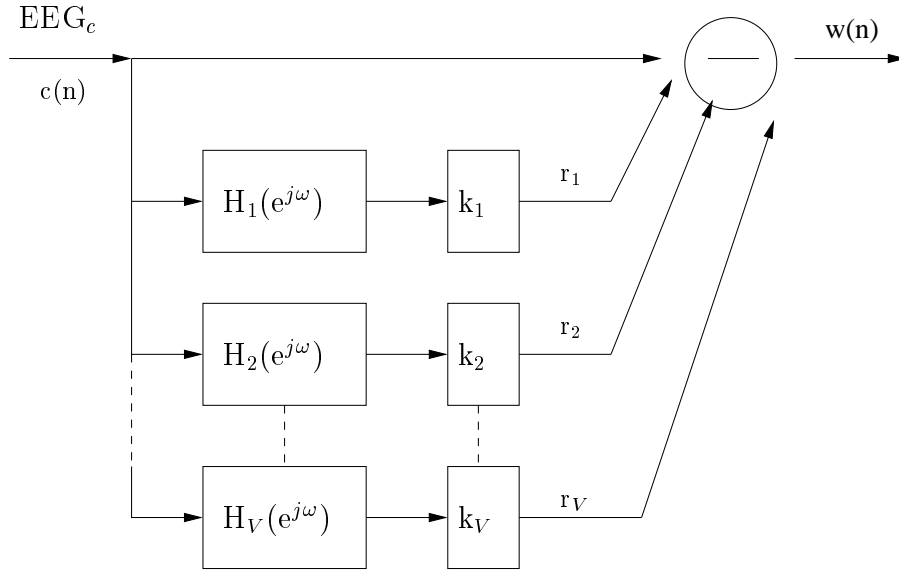 EEG_c
w(n)
c(n)
H_1(e^{jω})
k_1
r_1
H_2(e^{jω})
k_2
r_2
H_V(e^{jω})
k_V
r_V